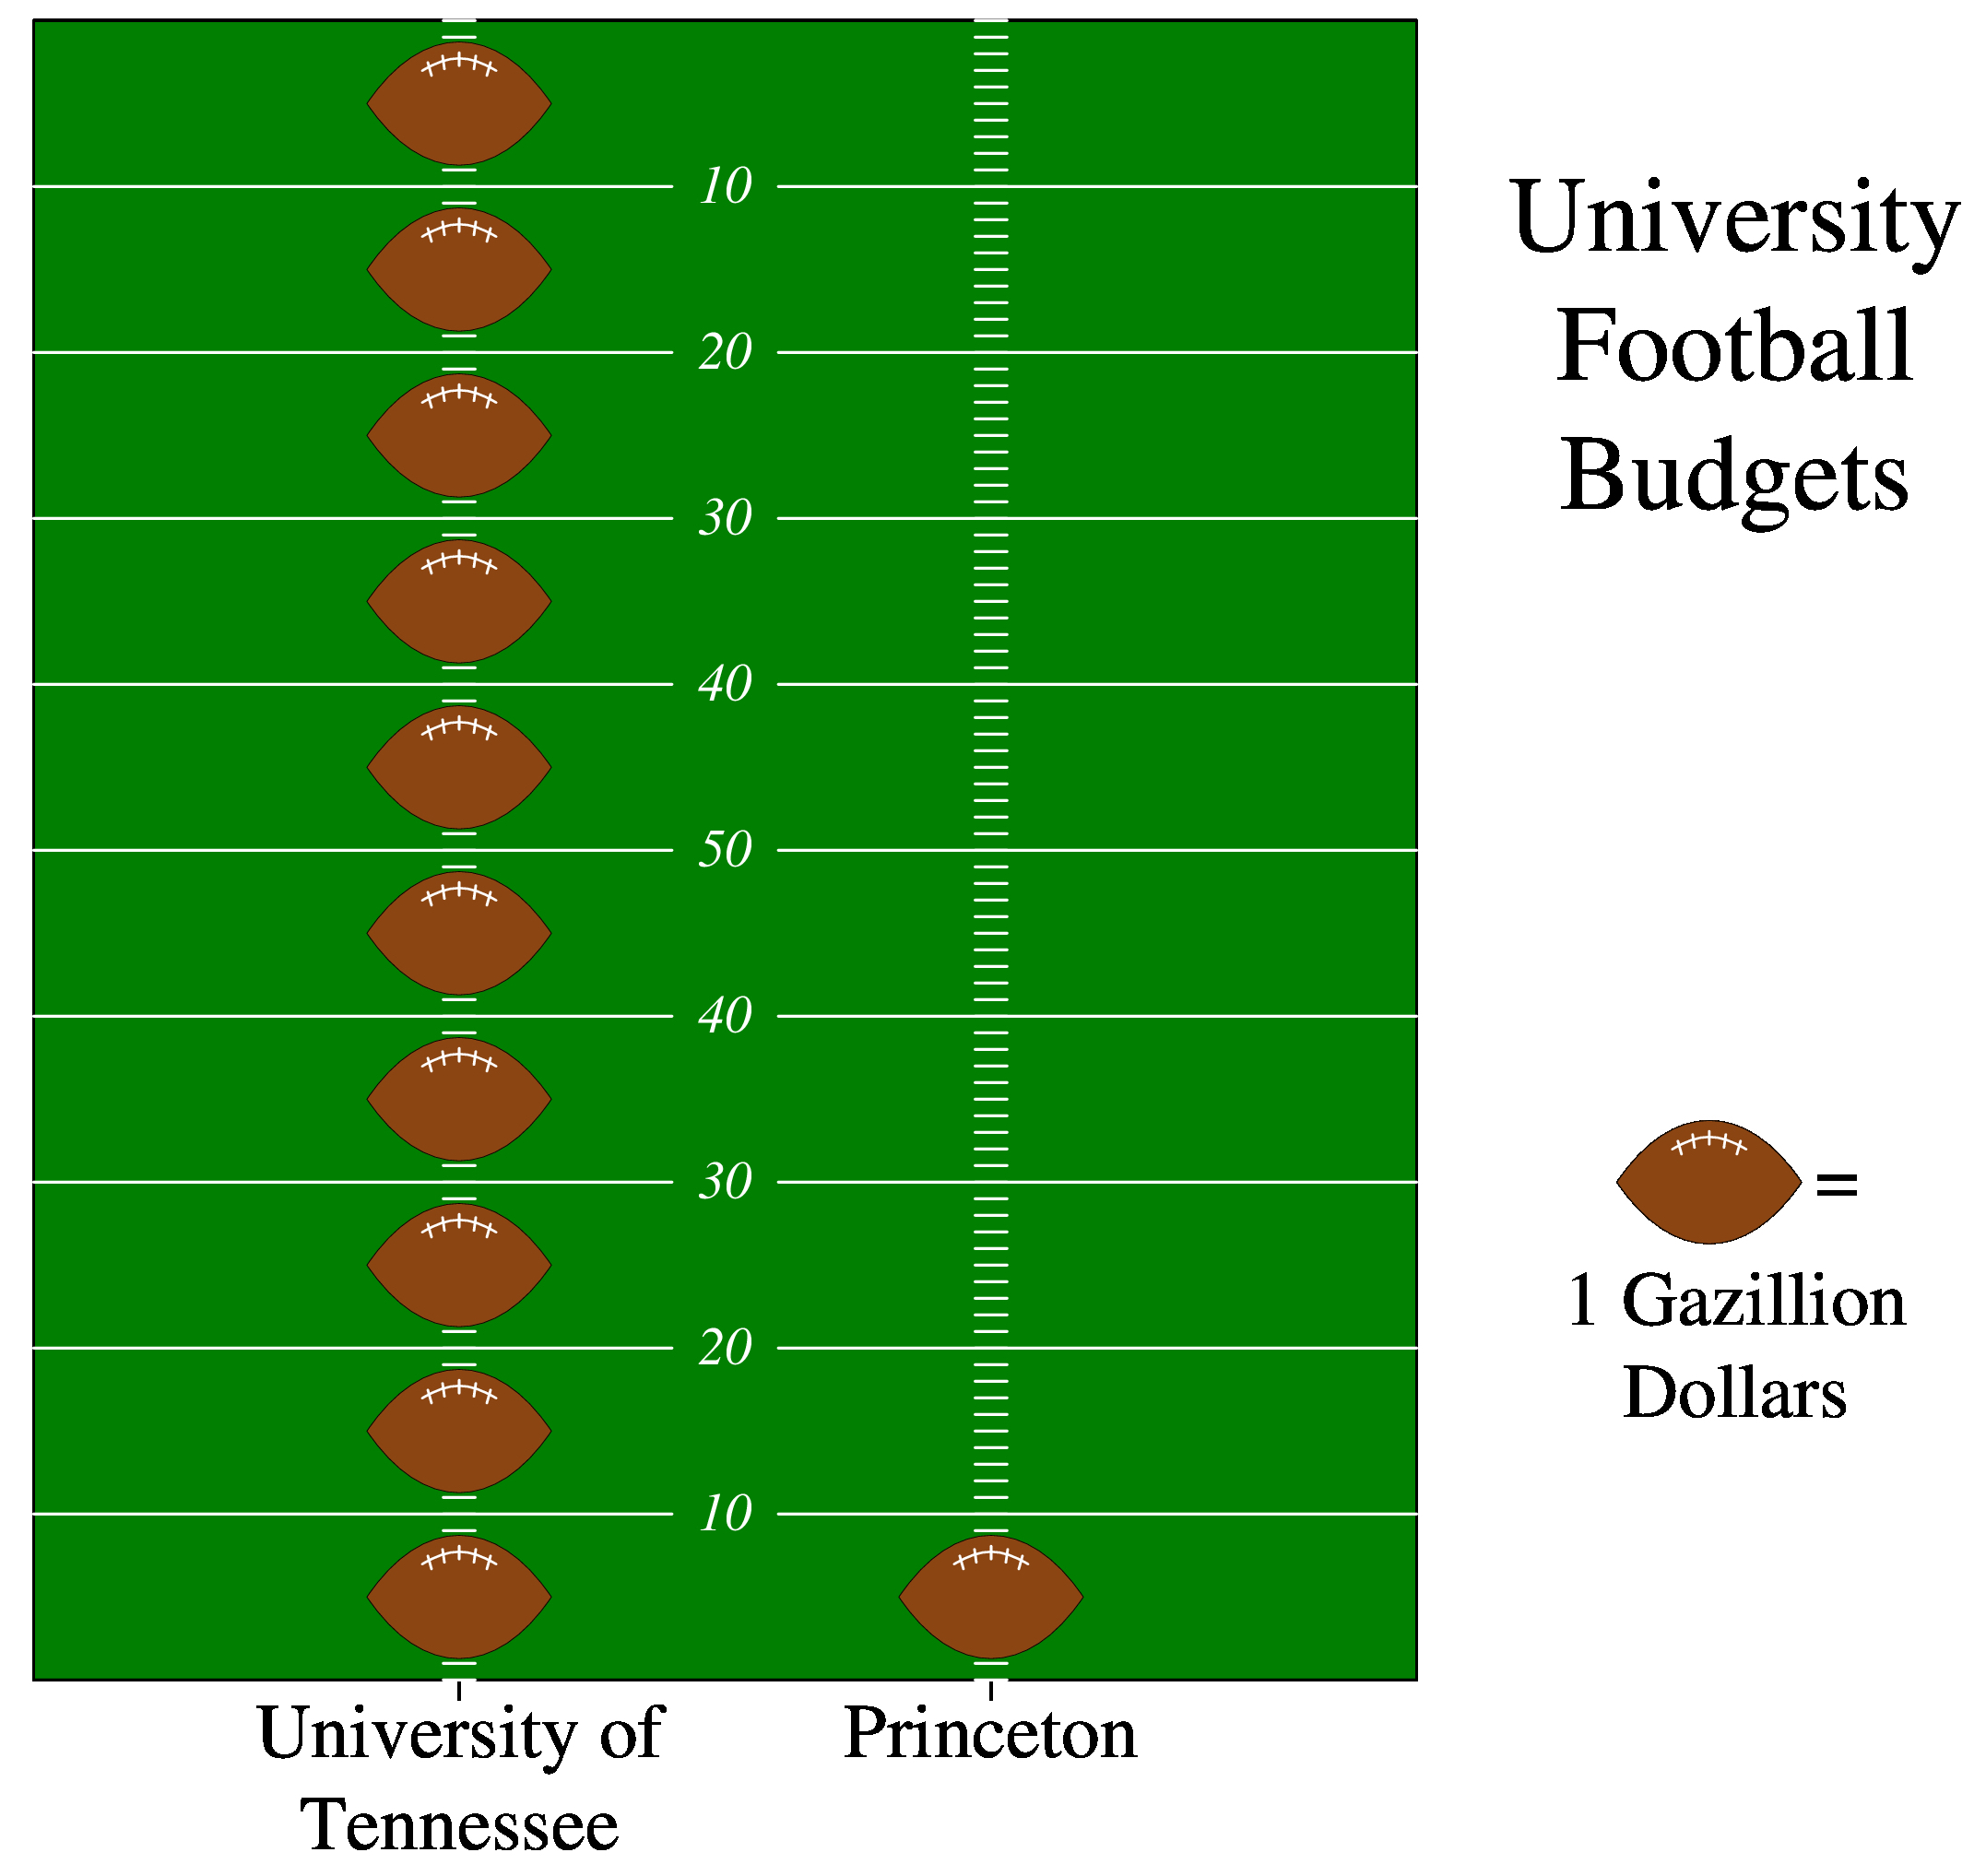 University
Football
Budgets
10
20
30
40
50
40
30
20
10
=
1 Gazillion
Dollars
University of
Tennessee
Princeton